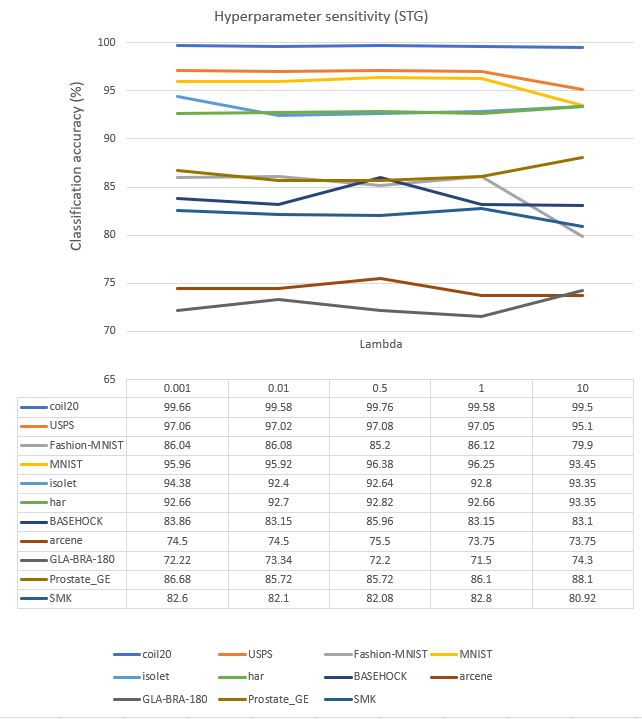 Hyperparameter sensitivity (STG)
Classification accuracy (%)
100
95
90
85
80
75
70
65
Lambda
0.001 0.01 0.5 1 10
coil20 99.66 99.58 99.76 99.58 99.5
USPS 97.06 97.02 97.08 97.05 95.1
Fashion-MNIST 86.04 86.08 85.2 86.12 79.9
MNIST 95.96 95.92 96.38 96.25 93.45
isolet 94.38 92.4 92.64 92.8 93.35
har 92.66 92.7 92.82 92.66 93.35
BASEHOCK 83.86 83.15 85.96 83.15 83.1
arcene 74.5 74.5 75.5 73.75 73.75
GLA-BRA-180 72.22 73.34 72.2 71.5 74.3
Prostate_GE 86.68 85.72 85.72 86.1 88.1
SMK 82.6 82.1 82.08 82.8 80.92
coil20 USPS Fashion-MNIST MNIST
isolet har BASEHOCK arcene
GLA-BRA-180 Prostate_GE SMK